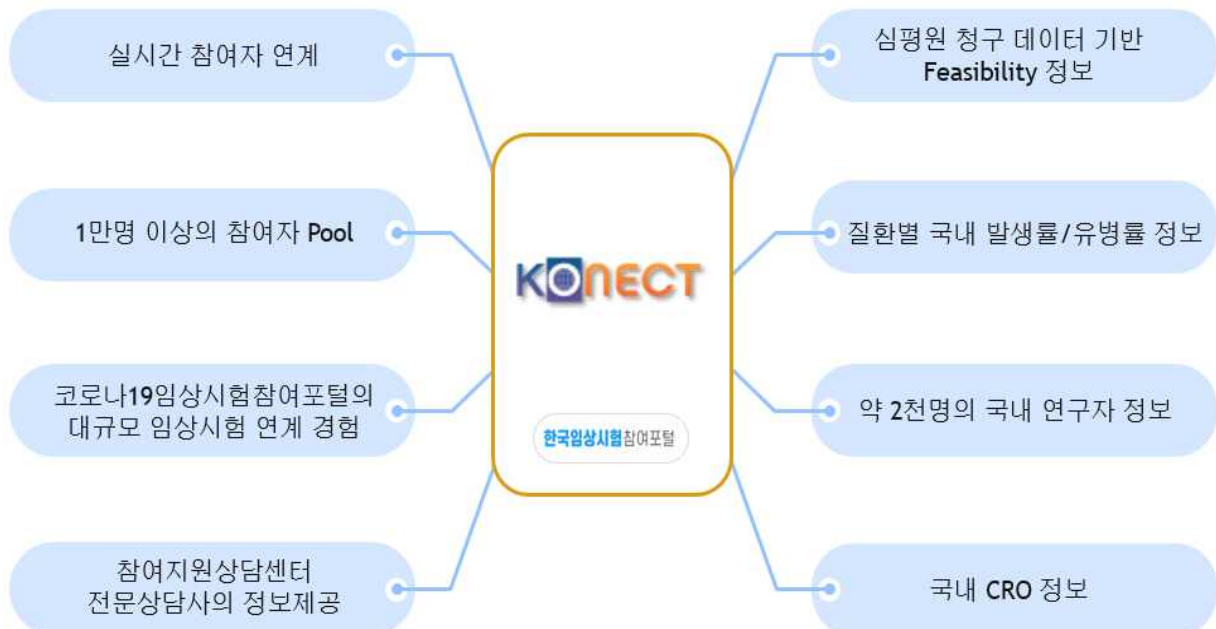 실시간 참여자 연계
1만명 이상의 참여자 Pool
코로나19임상시험참여포털의
대규모 임상시험 연계 경험
참여지원상담센터
전문상담사의 정보제공
KONECT
한국임상시험참여포털
심평원 청구 데이터 기반
Feasibility 정보
질환별 국내 발생률/유병률 정보
약 2천명의 국내 연구자 정보
국내 CRO 정보